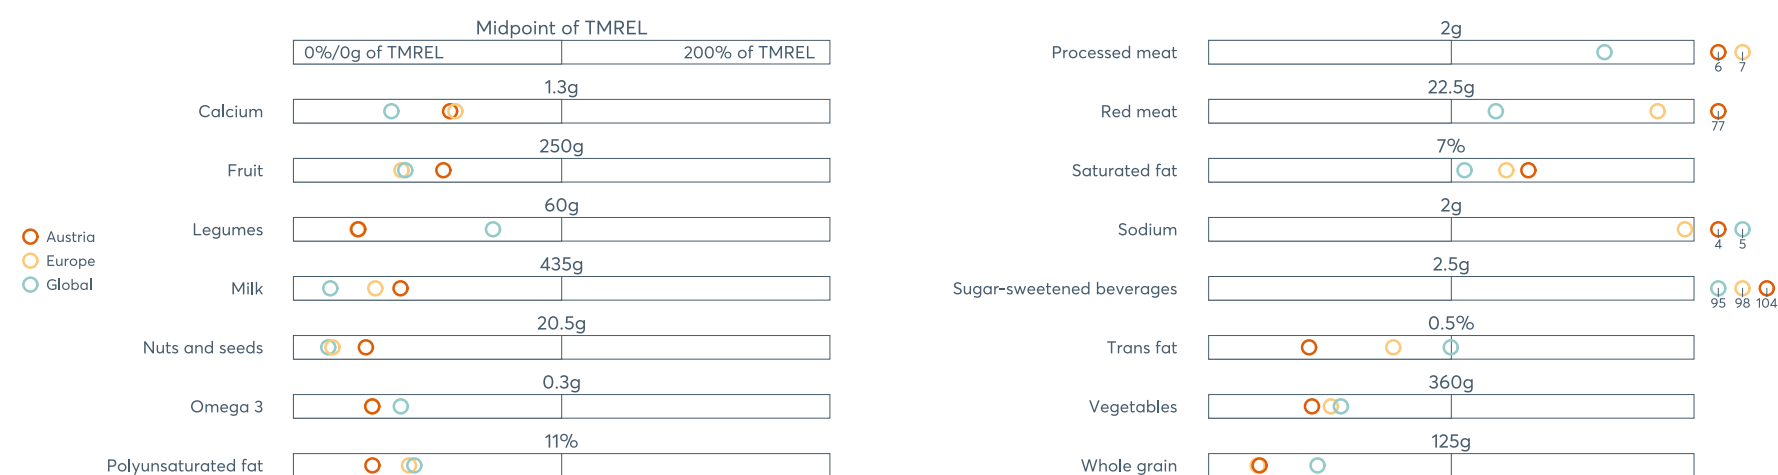 Midpoint of TMREL
0%/0g of TMREL 200% of TMREL
1.3g
Calcium
250g
Fruit
60g
Legumes
435g
Milk
20.5g
Nuts and seeds
0.3g
Omega 3
11%
Polyunsaturated fat
Austria
Europe
Global
2g
Processed meat
6 7
22.5g
Red meat
77
7%
Saturated fat
2g
Sodium
4 5
2.5g
Sugar-sweetened beverages
95 98 104
0.5%
Trans fat
360g
Vegetables
125g
Whole grain